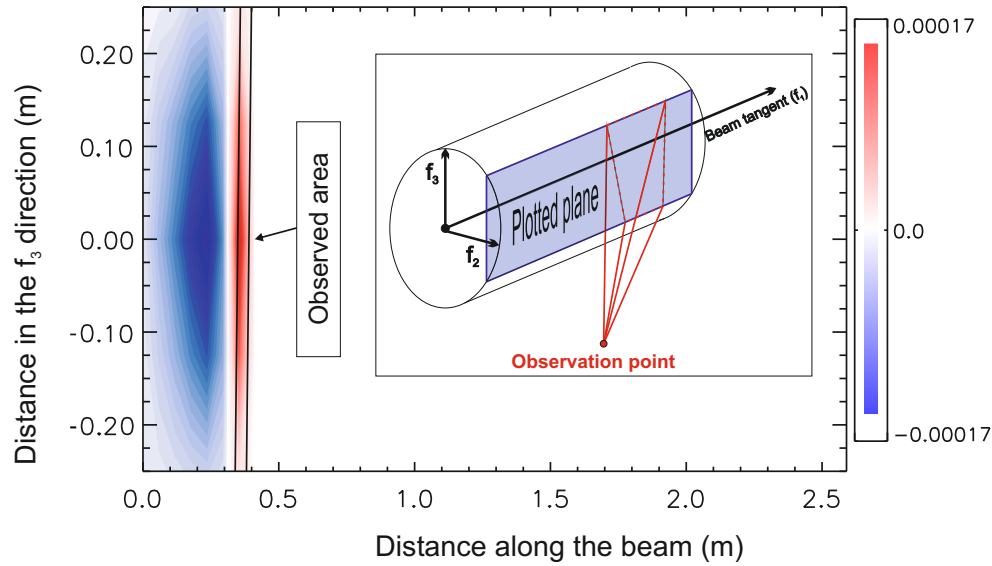 Distance in the f3 direction (m)
0.20
0.10
0.00
-0.10
-0.20
0.0
0.5
1.0
1.5
2.0
2.5
Distance along the beam (m)
Observed area
f3
f2
Plotted plane
Beam tangent (f1)
Observation point
0.00017
0.0
-0.00017